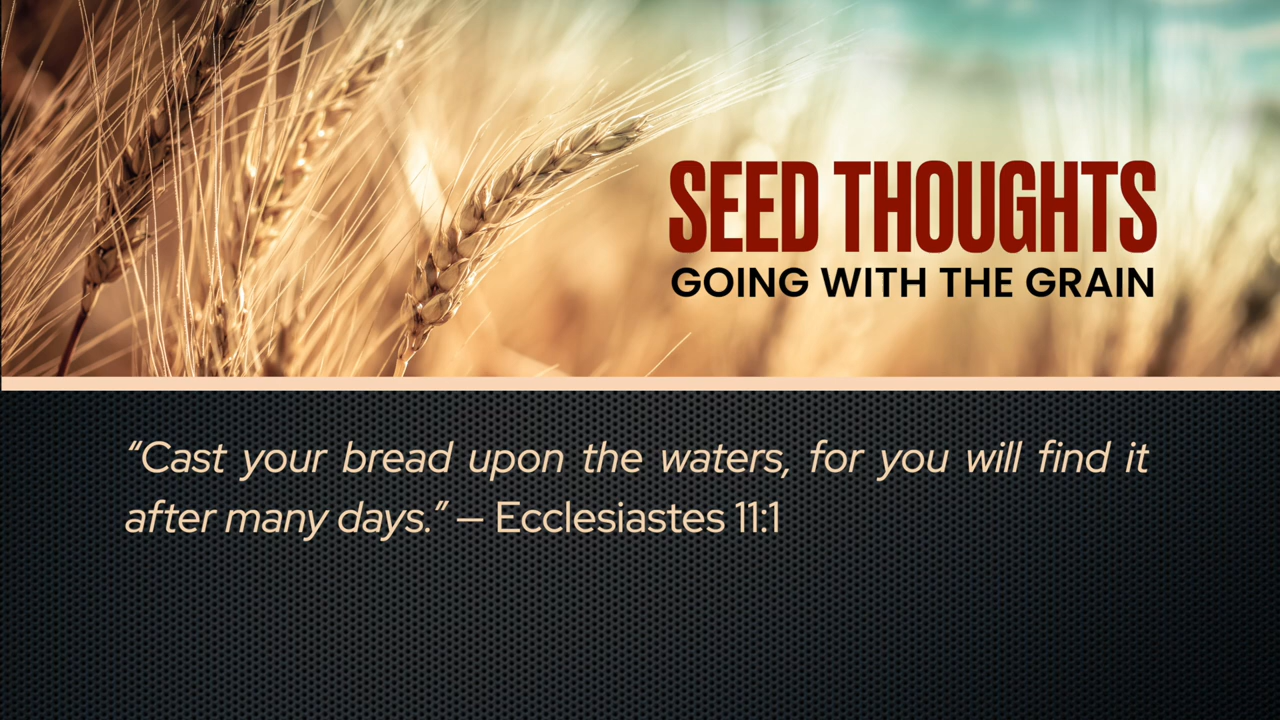 SEED THOUGHTS
GOING WITH THE GRAIN
“Cast your bread upon the waters, for you will find it
after many days.” — Ecclesiastes 11:1